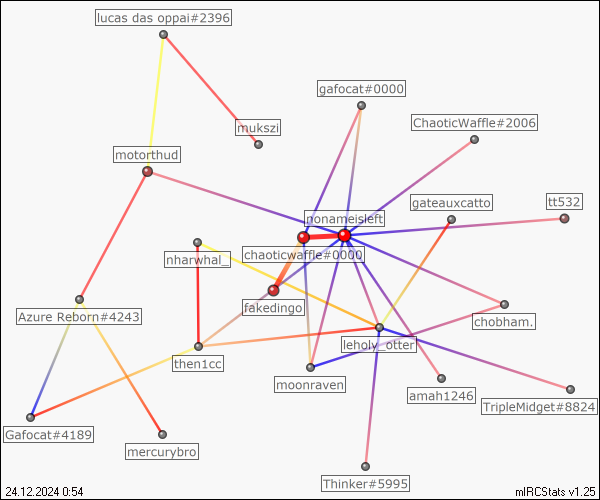 lucas das oppai#2396
gafocat#0000
ChaoticWaffle#2006
mukszi
motorthud
gateauxcatto
tt532
nonameisleft
chaoticwaffle#0000
nharwhal_
fakedingo
Azure Reborn#4243
chobham.
leholy_otter
then1cc
moonraven
amah1246
TripleMidget#8824
Gafocat#4189
mercurybro
Thinker#5995
24.12.2024 0:54
mIRCStats v1.25